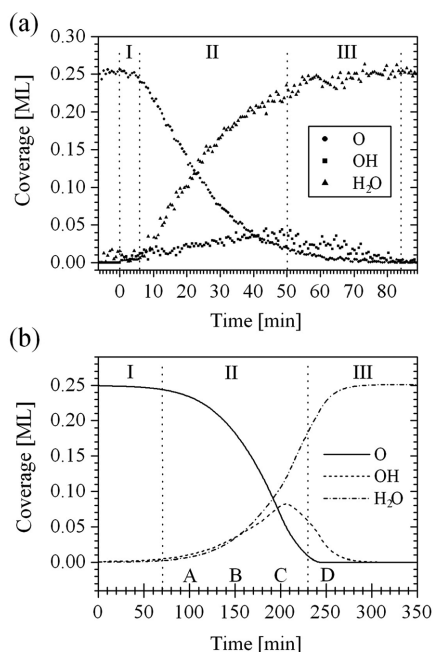 (a)
I II III
Coverage [ML]
0.30
0.25
0.20
0.15
0.10
0.05
0.00
O
OH
H₂O
0 10 20 30 40 50 60 70 80
Time [min]
(b)
I II III
Coverage [ML]
0.25
0.20
0.15
0.10
0.05
0.00
O
OH
H₂O
A B C D
0 50 100 150 200 250 300 350
Time [min]